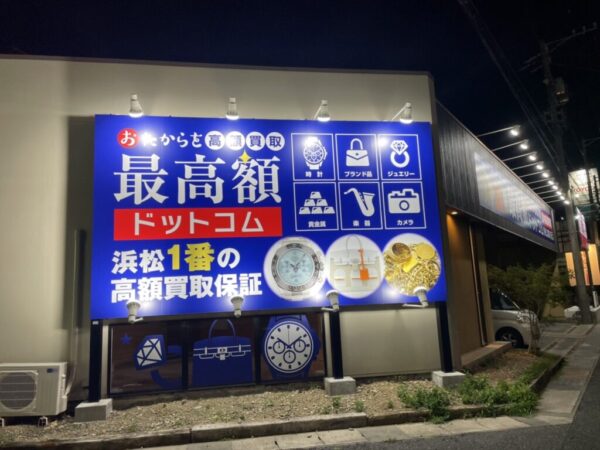 おたからを高額買取
最高額
ドットコム
浜松1番の
高額買取保証
時計
ブランド品
ジュエリー
貴金属
楽器
カメラ